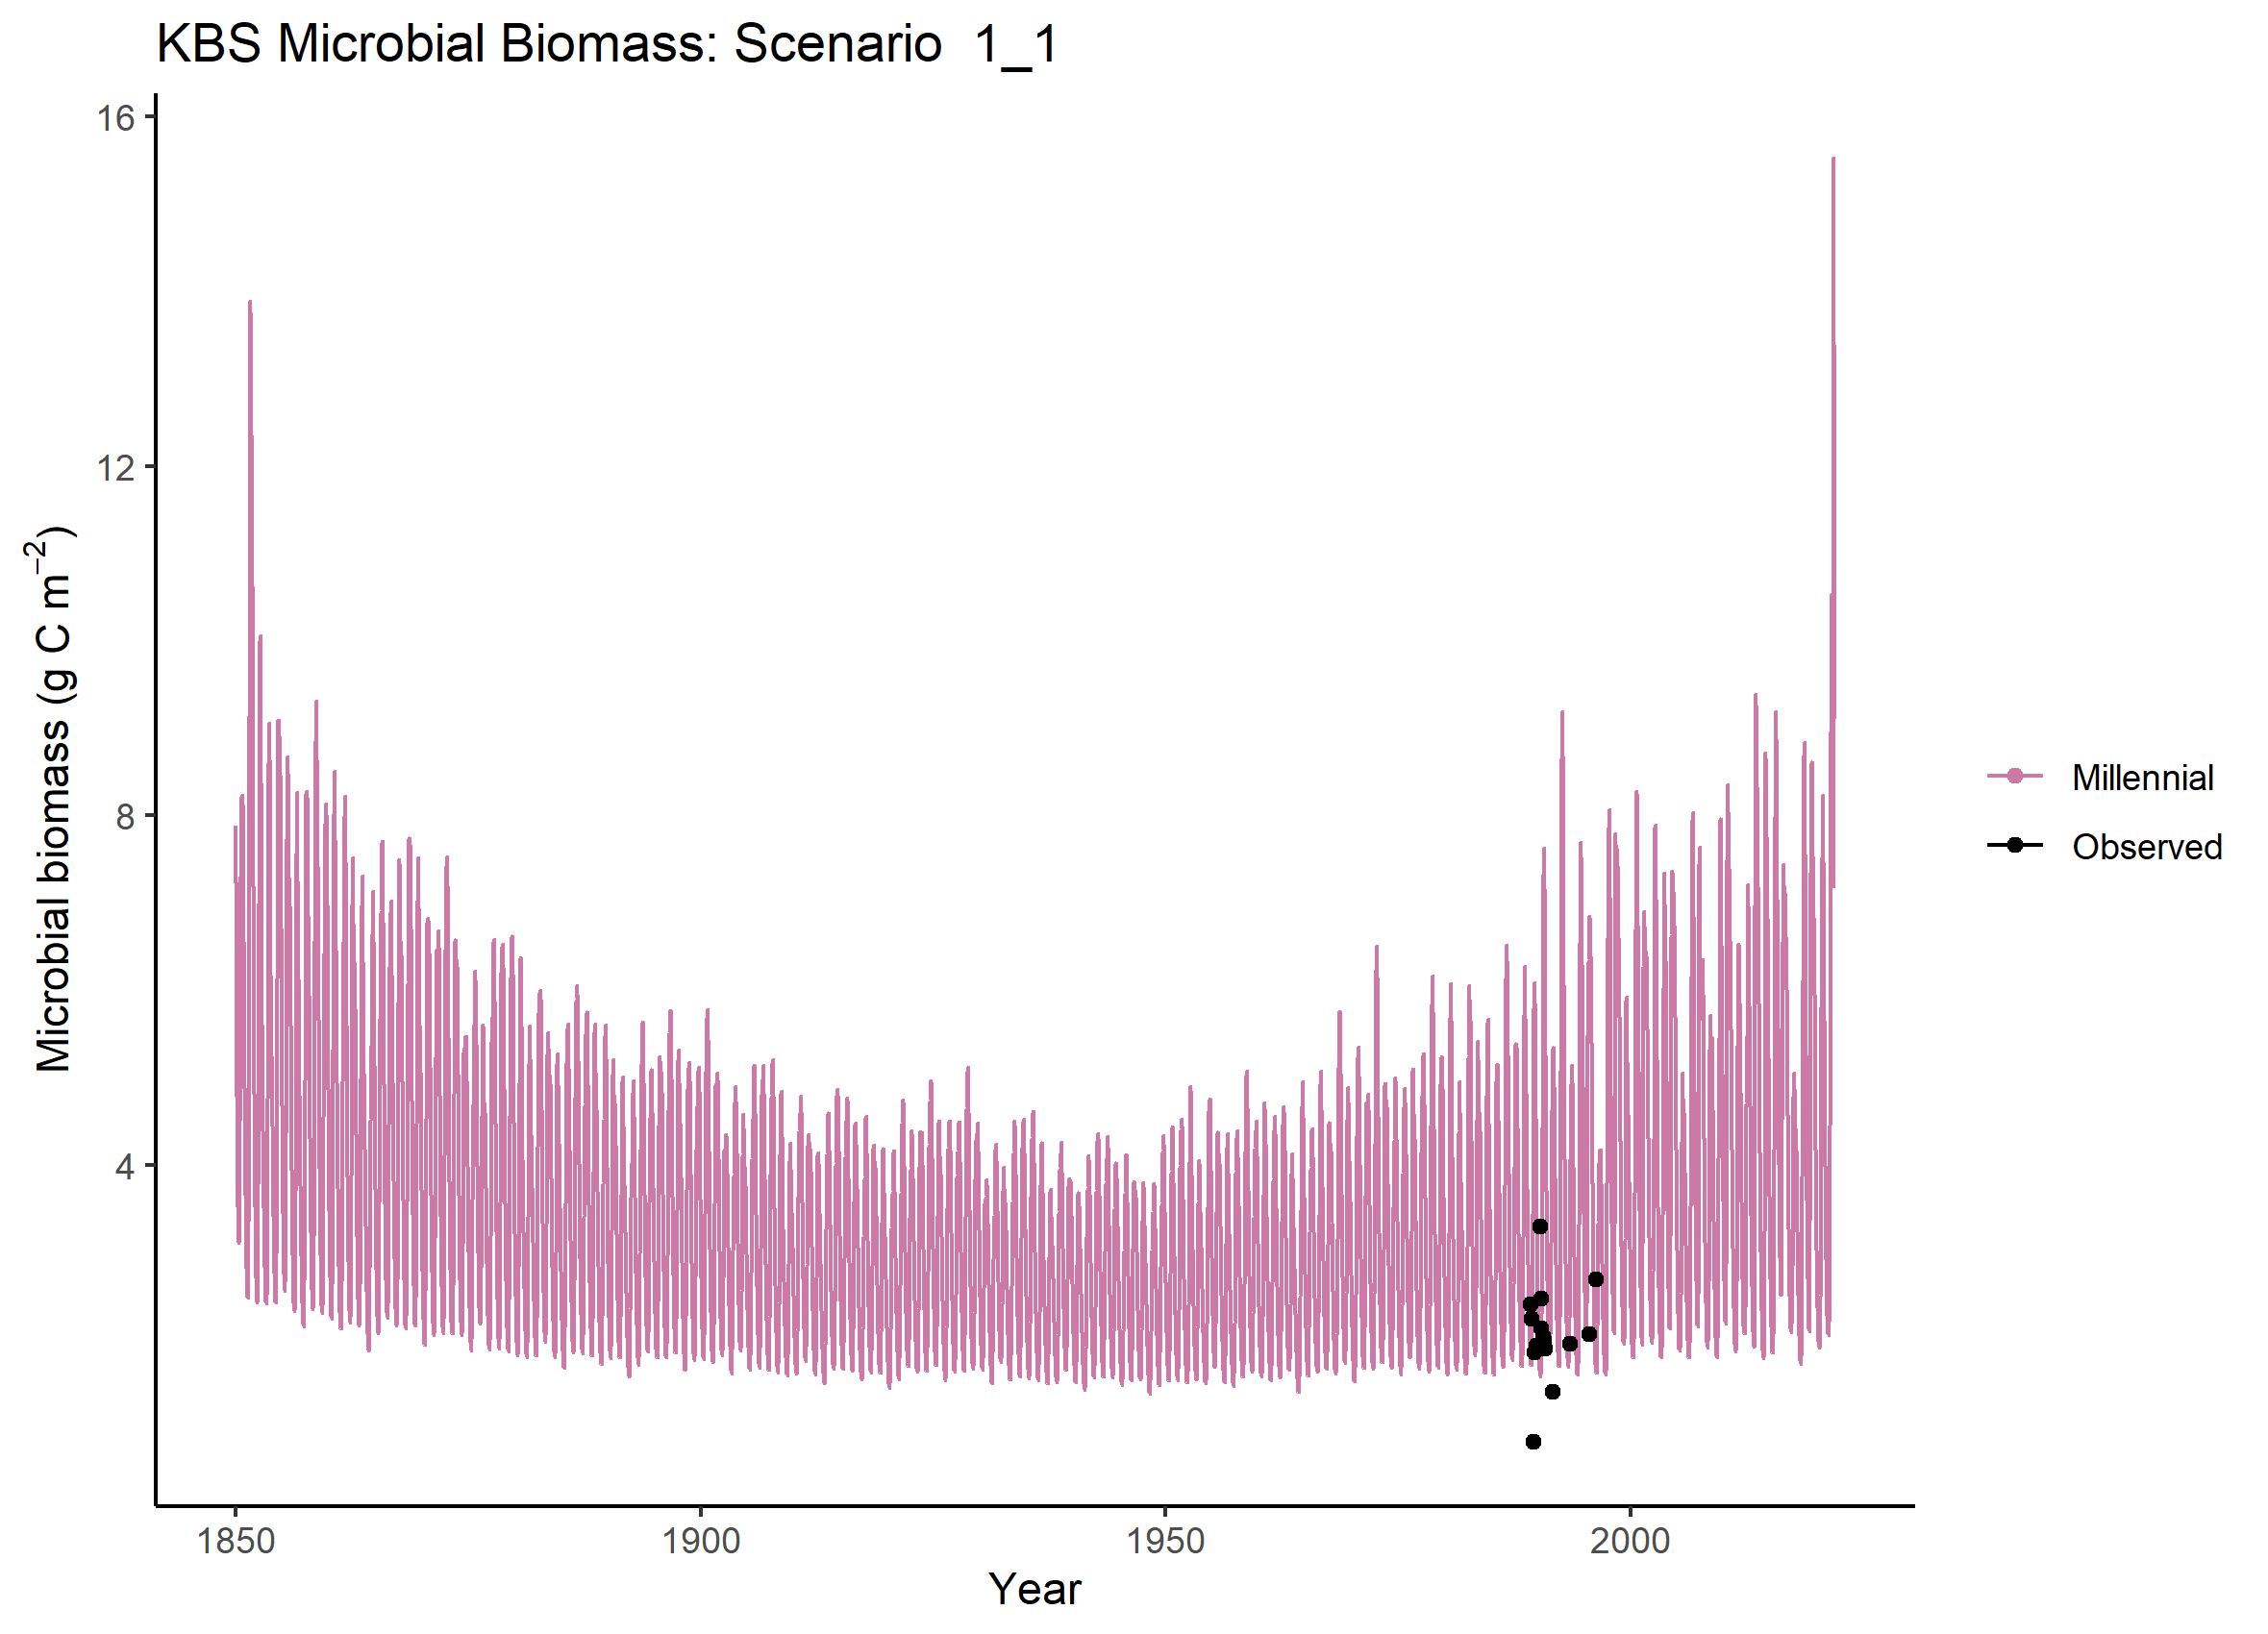 KBS Microbial Biomass: Scenario  1_1
16
12
8
4
Microbial biomass (g C m⁻²)
1850
1900
1950
2000
Year
Millennial
Observed